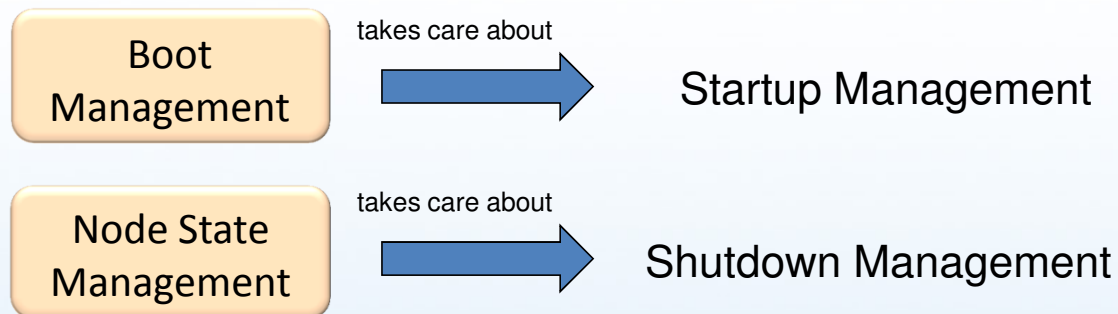 Boot
Management
takes care about
Startup Management
Node State
Management
takes care about
Shutdown Management